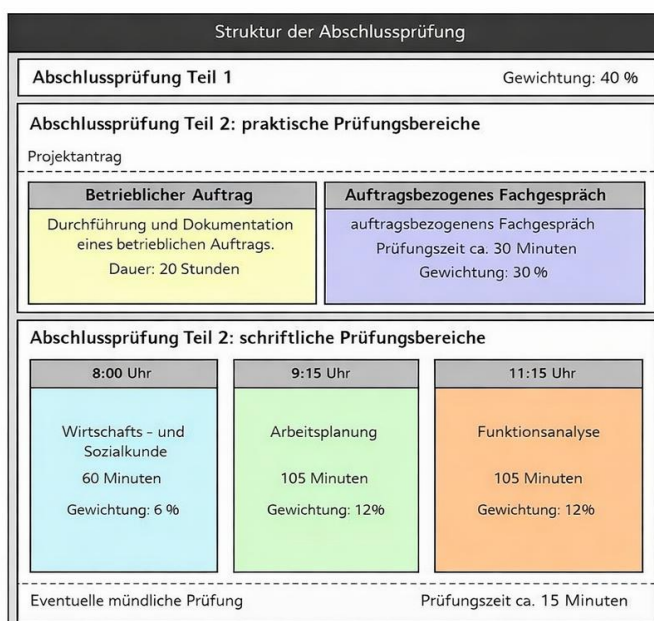 Struktur der Abschlussprüfung
Abschlussprüfung Teil 1 Gewichtung: 40 %
Abschlussprüfung Teil 2: praktische Prüfungsbereiche
Projektantrag
Betrieblicher Auftrag
Durchführung und Dokumentation
eines betrieblichen Auftrags.
Dauer: 20 Stunden
Auftragsbezogenes Fachgespräch
auftragsbezogenens Fachgespräch
Prüfungszeit ca. 30 Minuten
Gewichtung: 30 %
Abschlussprüfung Teil 2: schriftliche Prüfungsbereiche
8:00 Uhr
Wirtschafts - und
Sozialkunde
60 Minuten
Gewichtung: 6 %
9:15 Uhr
Arbeitsplanung
105 Minuten
Gewichtung: 12%
11:15 Uhr
Funktionsanalyse
105 Minuten
Gewichtung: 12%
Eventuelle mündliche Prüfung Prüfungszeit ca. 15 Minuten